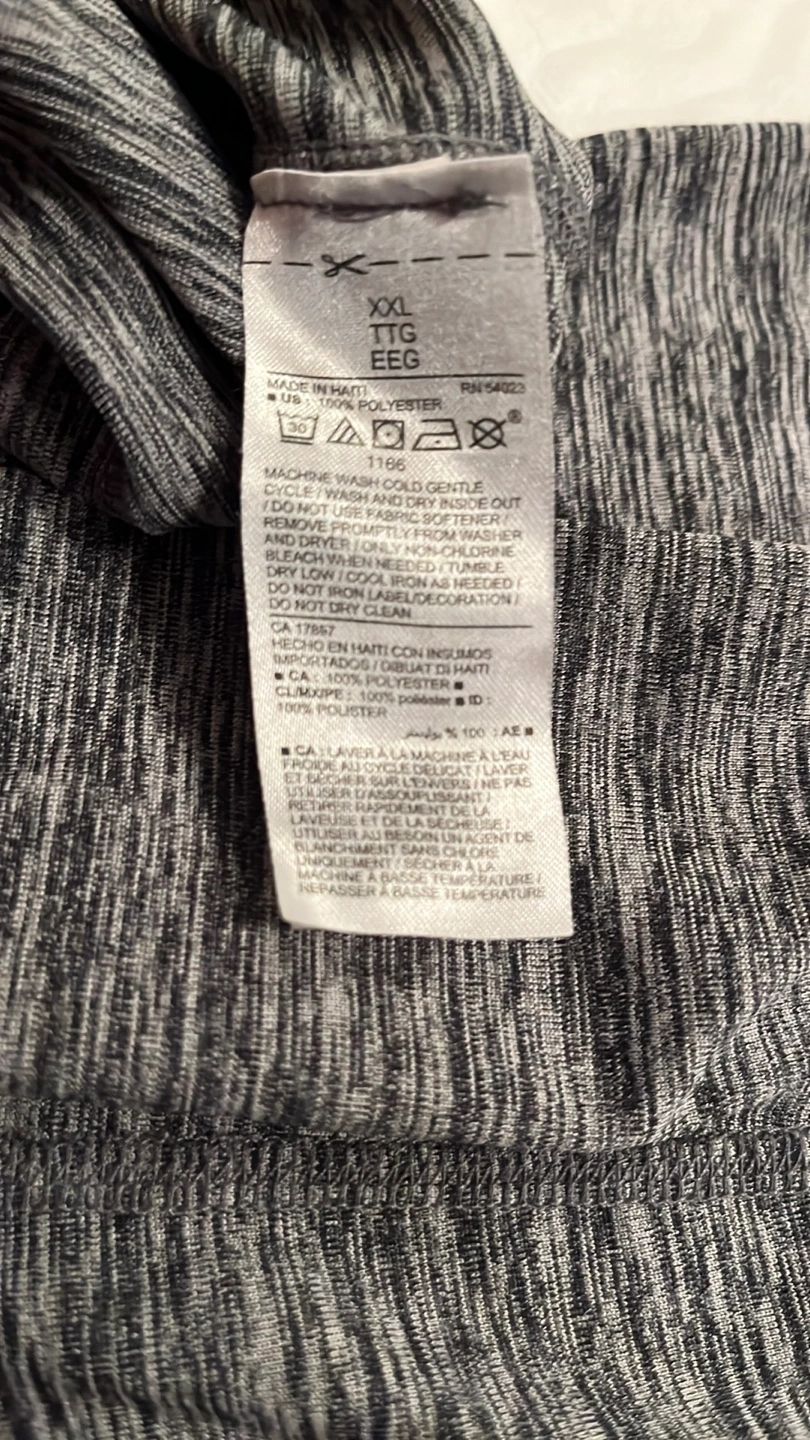 XXL
TTG
EEG
MADE IN HAITI RN 54023
■ US : 100% POLYESTER
30
®
1166
MACHINE WASH COLD GENTLE
CYCLE / WASH AND DRY INSIDE OUT
/ DO NOT USE FABRIC SOFTENER /
REMOVE PROMPTLY FROM WASHER
AND DRYER / ONLY NON-CHLORINE
BLEACH WHEN NEEDED / TUMBLE
DRY LOW / COOL IRON AS NEEDED /
DO NOT IRON LABEL/DECORATION /
DO NOT DRY CLEAN
CA 17897
HECHO EN HAITI CON INSUMOS
IMPORTADOS / DIBUAT DI HAITI
■ CA : 100% POLYESTER ■
CL/MX/PE : 100% poliéster ■ ID :
100% POLISTER
■ AE : 100 % بوليستر
■ CA : LAVER À LA MACHINE À L'EAU
FROIDE AU CYCLE DÉLICAT / LAVER
ET SÉCHER SUR L'ENVERS / NE PAS
UTILISER D'ASSOUPLISSANT /
RETIRER RAPIDEMENT DE LA
LAVEUSE ET DE LA SÉCHEUSE /
UTILISER AU BESOIN UN AGENT DE
BLANCHIMENT SANS CHLORE
UNIQUEMENT / SÉCHER À LA
MACHINE À BASSE TEMPÉRATURE /
REPASSER À BASSE TEMPÉRATURE